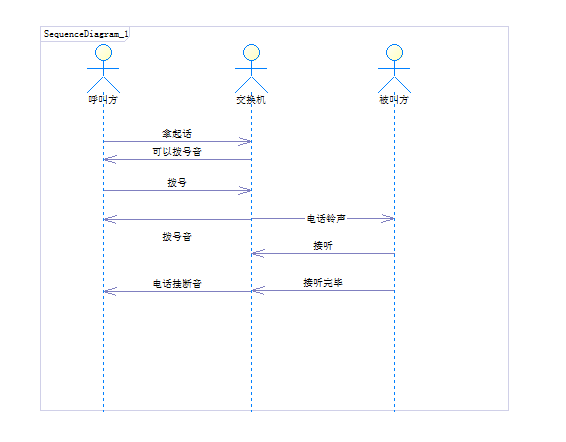 SequenceDiagram_1
呼叫方
交换机
被叫方
拿起话
可以拨号音
拨号
电话铃声
拨号音
接听
电话挂断音
接听完毕